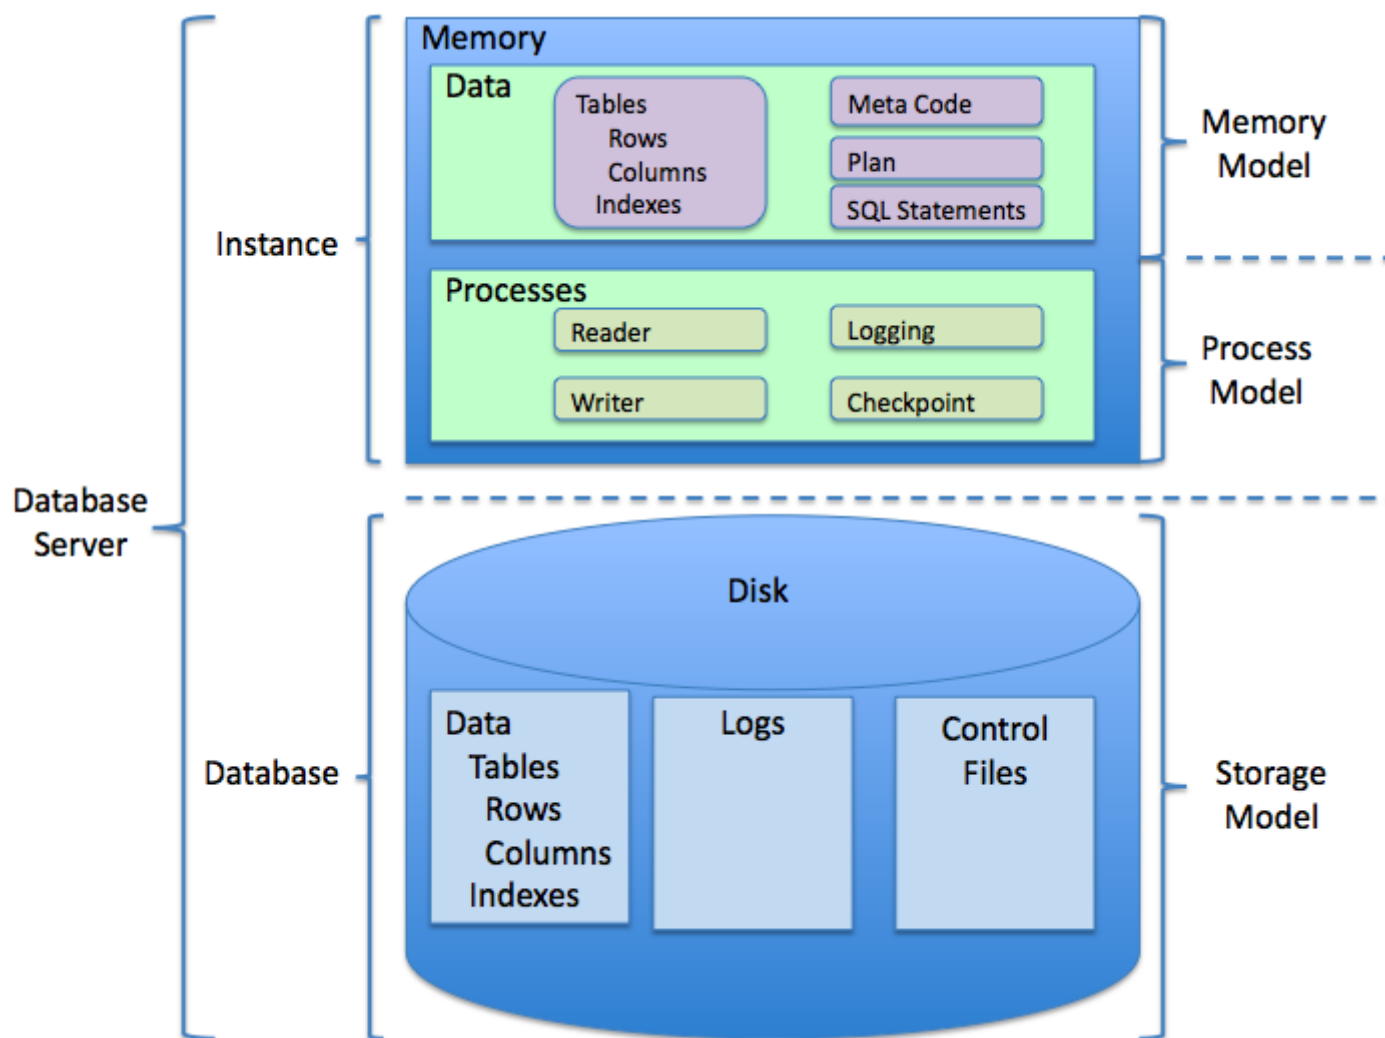 Memory
Data
Tables
Rows
Columns
Indexes
Meta Code
Plan
SQL Statements
Memory
Model
Instance
Processes
Reader
Writer
Logging
Checkpoint
Process
Model
Database
Server
Disk
Data
Tables
Rows
Columns
Indexes
Logs
Control
Files
Database
Storage
Model